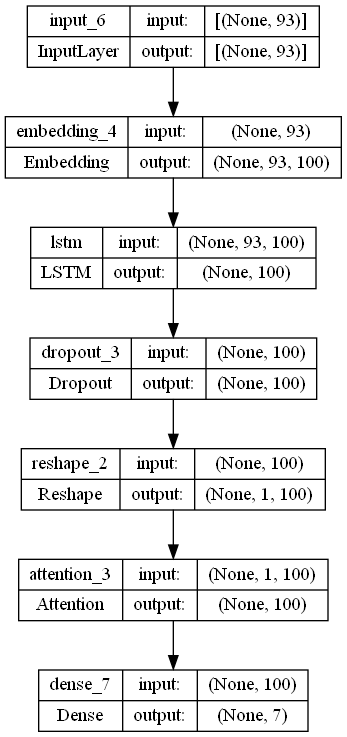 input_6 input: [(None, 93)]
InputLayer output: [(None, 93)]
embedding_4 input: (None, 93)
Embedding output: (None, 93, 100)
lstm input: (None, 93, 100)
LSTM output: (None, 100)
dropout_3 input: (None, 100)
Dropout output: (None, 100)
reshape_2 input: (None, 100)
Reshape output: (None, 1, 100)
attention_3 input: (None, 1, 100)
Attention output: (None, 100)
dense_7 input: (None, 100)
Dense output: (None, 7)